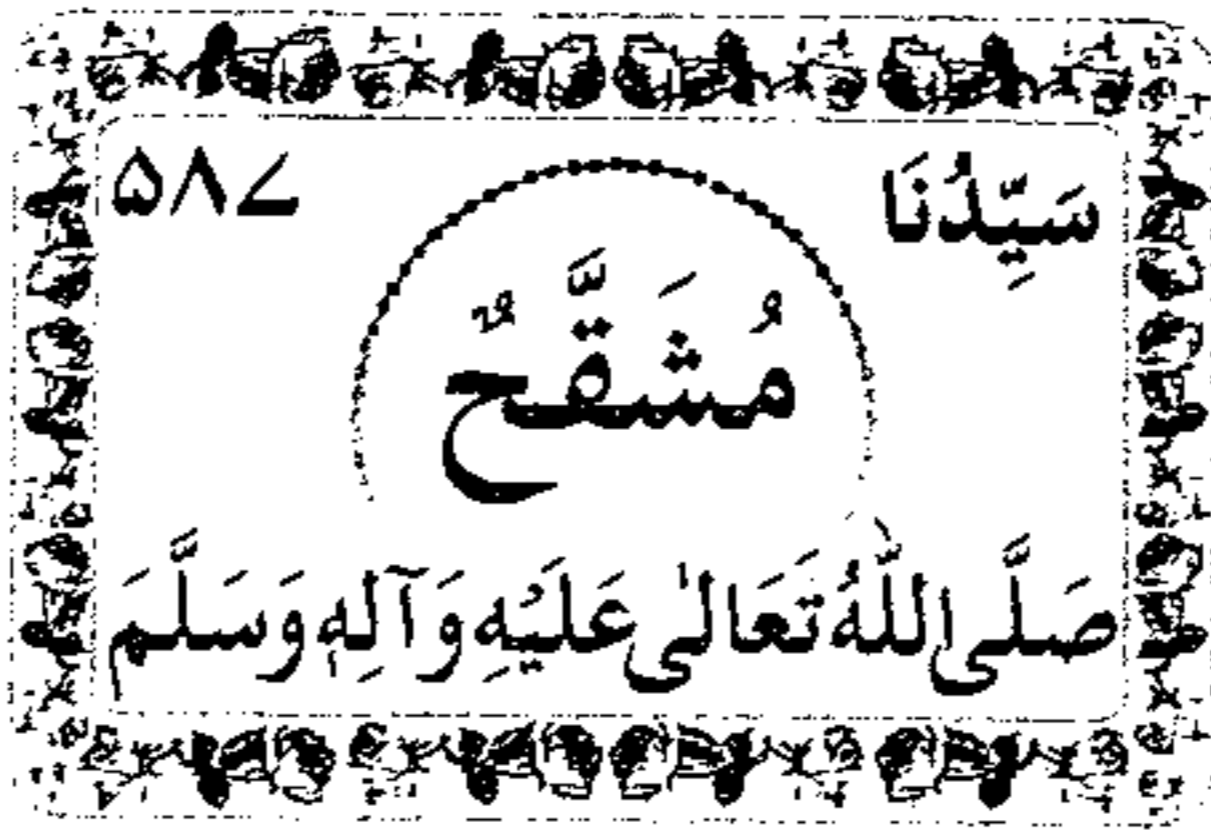 سَيِّدُنَا ۵۸۷
مُشَقَّحٌ
صَلَّى اللّٰهُ تَعَالٰى عَلَيْهِ وَآلِهٖ وَسَلَّمَ